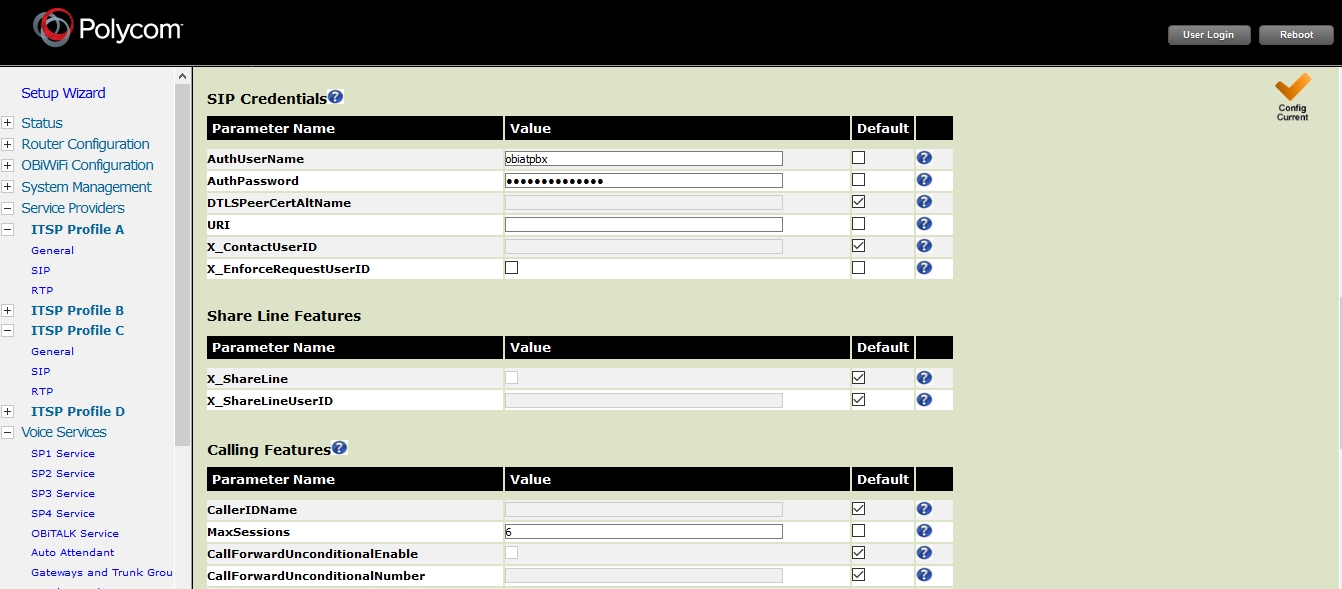 Polycom
User Login
Reboot
Setup Wizard
Status
Router Configuration
OBiWiFi Configuration
System Management
Service Providers
ITSP Profile A
General
SIP
RTP
ITSP Profile B
ITSP Profile C
General
SIP
RTP
ITSP Profile D
Voice Services
SP1 Service
SP2 Service
SP3 Service
SP4 Service
OBiTALK Service
Auto Attendant
Gateways and Trunk Grou
Config
Current
SIP Credentials
Parameter Name Value Default
AuthUserName obiatpbx
AuthPassword ••••••••••••••
DTLSPeerCertAltName
URI
X_ContactUserID
X_EnforceRequestUserID
Share Line Features
Parameter Name Value Default
X_ShareLine
X_ShareLineUserID
Calling Features
Parameter Name Value Default
CallerIDName
MaxSessions 6
CallForwardUnconditionalEnable
CallForwardUnconditionalNumber